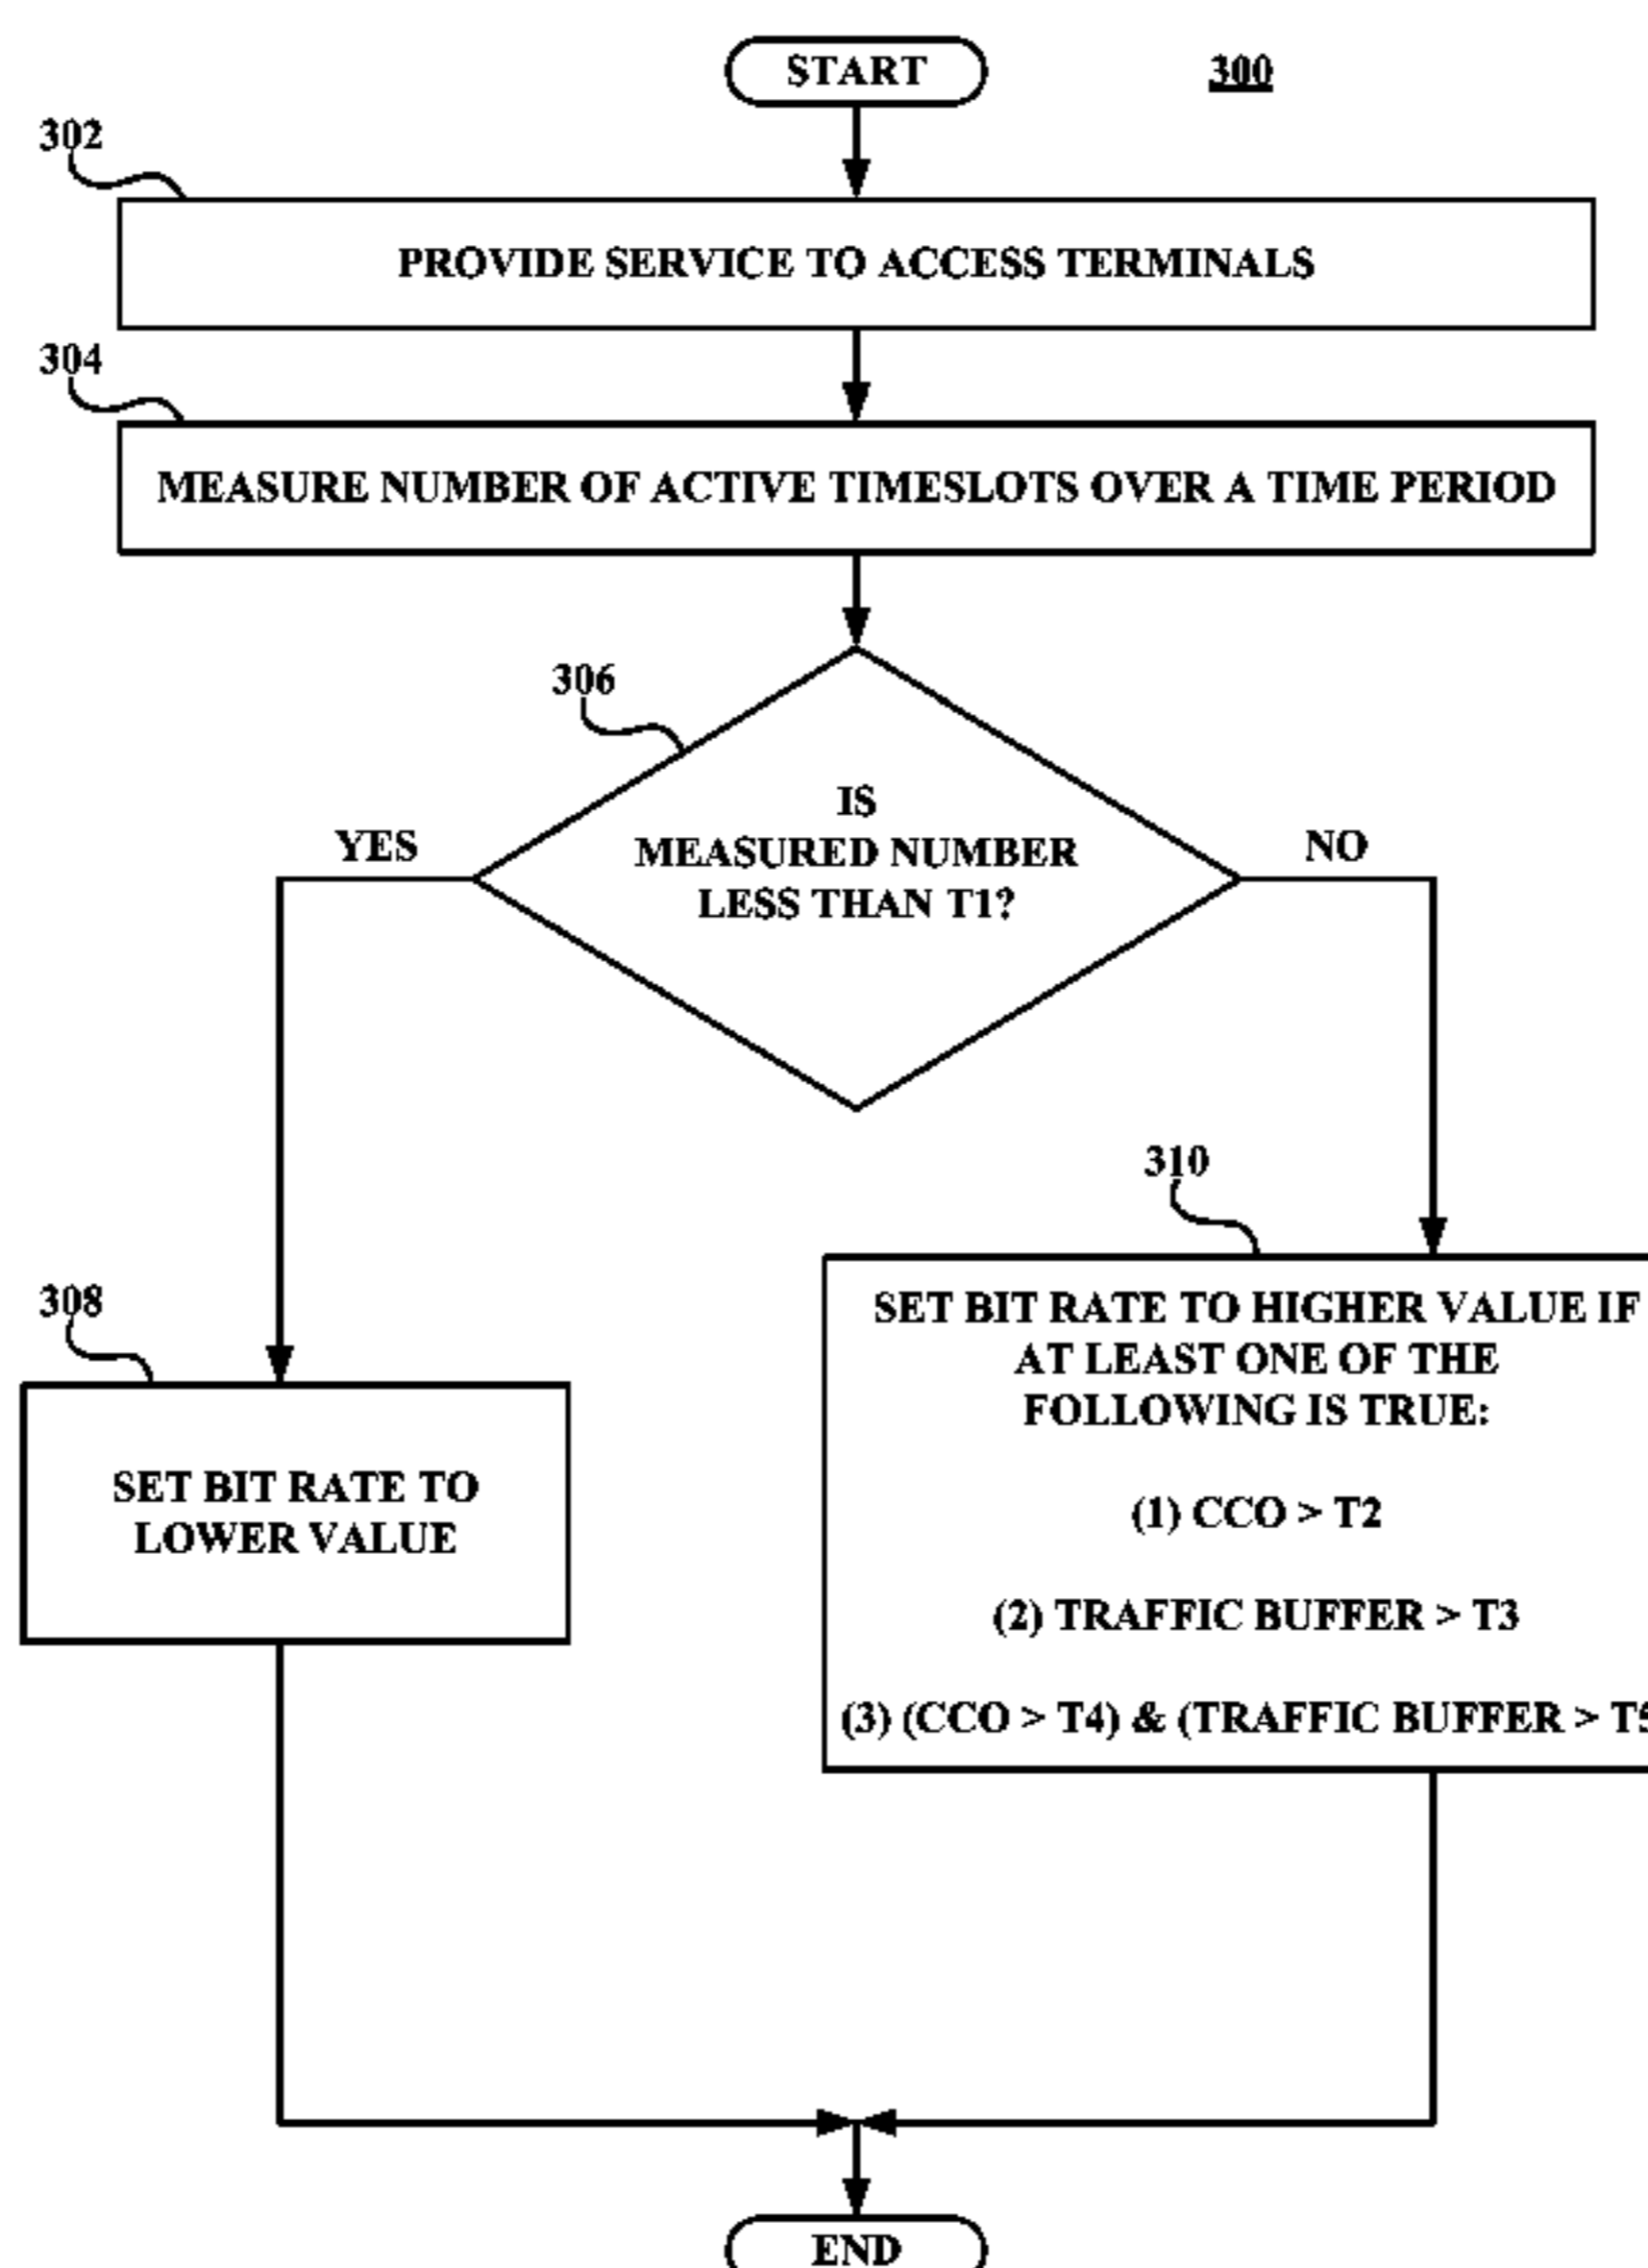 START
300
302
PROVIDE SERVICE TO ACCESS TERMINALS
304
MEASURE NUMBER OF ACTIVE TIMESLOTS OVER A TIME PERIOD
306
IS
MEASURED NUMBER
LESS THAN T1?
YES
NO
308
SET BIT RATE TO
LOWER VALUE
310
SET BIT RATE TO HIGHER VALUE IF
AT LEAST ONE OF THE
FOLLOWING IS TRUE:
(1) CCO > T2
(2) TRAFFIC BUFFER > T3
(3) (CCO > T4) & (TRAFFIC BUFFER > T5
END